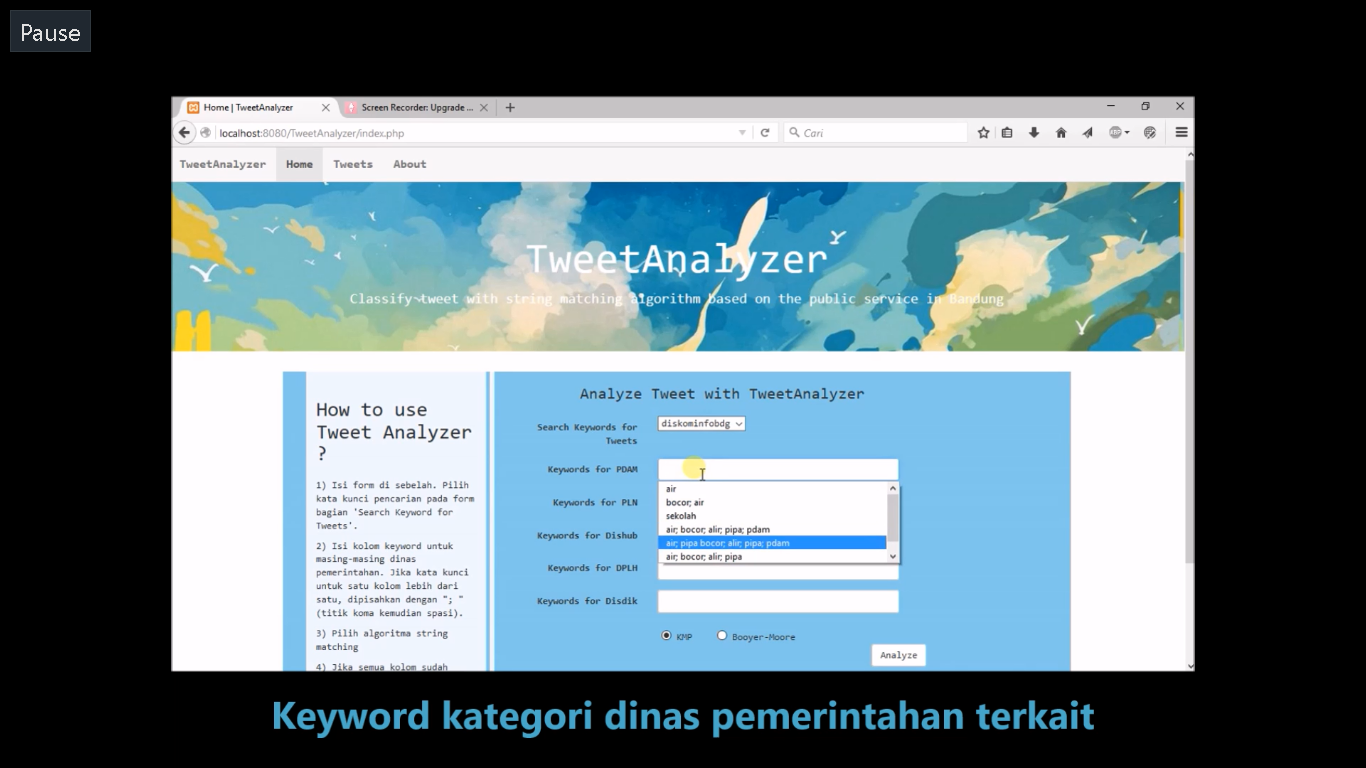 Pause
Home | TweetAnalyzer
Screen Recorder: Upgrade ...
localhost:8080/TweetAnalyzer/index.php
Cari
ABP
TweetAnalyzer Home Tweets About
TweetAnalyzer
Classify tweet with string matching algorithm based on the public service in Bandung
How to use
Tweet Analyzer
?
1) Isi form di sebelah. Pilih
kata kunci pencarian pada form
bagian 'Search Keyword for
Tweets'.
2) Isi kolom keyword untuk
masing-masing dinas
pemerintahan. Jika kata kunci
untuk satu kolom lebih dari
satu, dipisahkan dengan "; "
(titik koma kemudian spasi).
3) Pilih algoritma string
matching
4) Jika semua kolom sudah
Analyze Tweet with TweetAnalyzer
Search Keywords for
Tweets
diskominfobdg
Keywords for PDAM
air
bocor; air
sekolah
air; bocor; alir; pipa; pdam
air; pipa bocor; alir; pipa; pdam
air; bocor; alir; pipa
Keywords for PLN
Keywords for Dishub
Keywords for DPLH
Keywords for Disdik
KMP
Booyer-Moore
Analyze
Keyword kategori dinas pemerintahan terkait